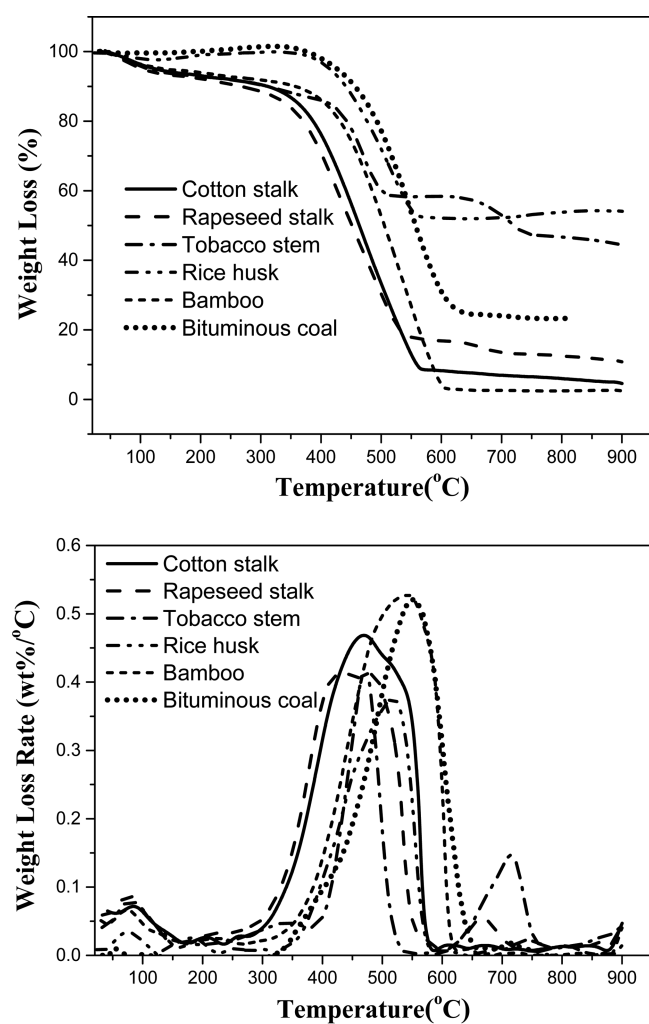 Weight Loss (%)
100
80
60
40
20
0
Cotton stalk
Rapeseed stalk
Tobacco stem
Rice husk
Bamboo
Bituminous coal
100 200 300 400 500 600 700 800 900
Temperature(°C)
Weight Loss Rate (wt%/°C)
0.6
0.5
0.4
0.3
0.2
0.1
0.0
Cotton stalk
Rapeseed stalk
Tobacco stem
Rice husk
Bamboo
Bituminous coal
100 200 300 400 500 600 700 800 900
Temperature(°C)